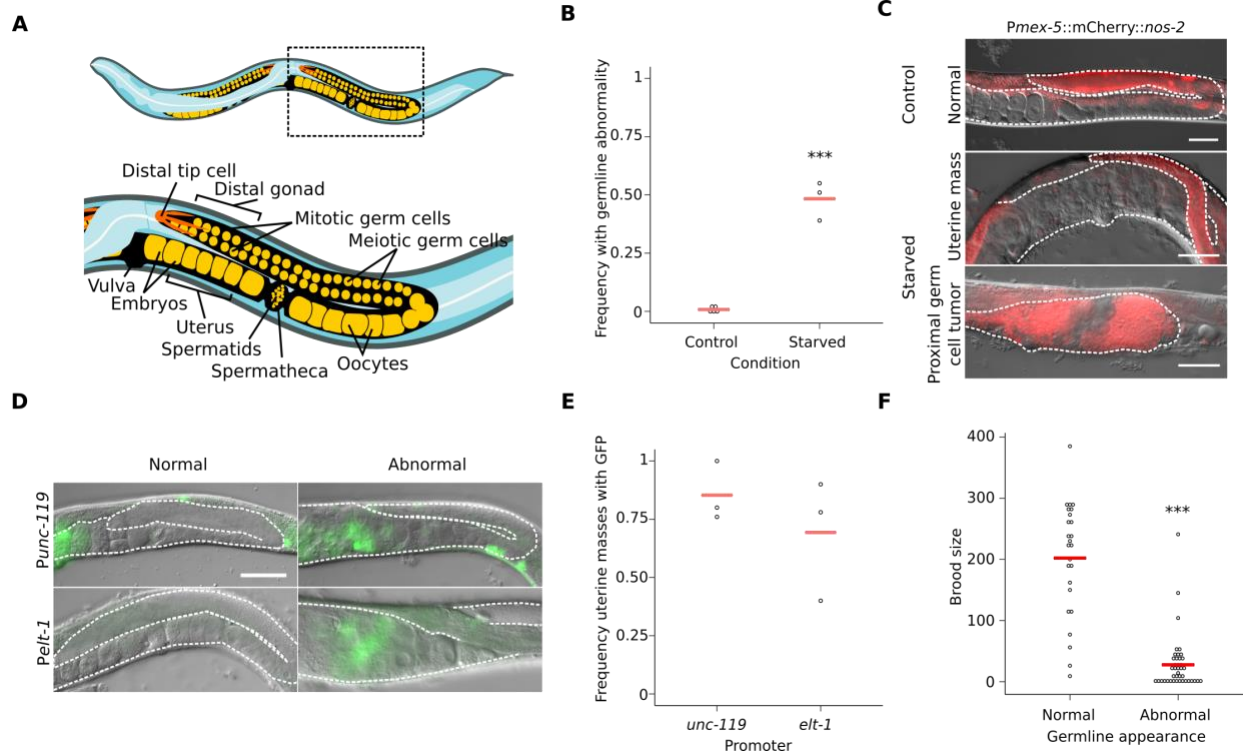 A
Distal tip cell
Distal gonad
Mitotic germ cells
Meiotic germ cells
Vulva
Embryos
Uterus
Spermatids
Spermatheca
Oocytes
B
Frequency with germline abnormality
1
0.75
0.50
0.25
0
***
Control
Starved
Condition
C
Pmex-5::mCherry::nos-2
Control
Normal
Starved
Uterine mass
Proximal germ
cell tumor
D
Normal
Abnormal
Punc-119
Pelt-1
E
Frequency uterine masses with GFP
1
0.75
0.50
0.25
0
unc-119
elt-1
Promoter
F
Brood size
400
300
200
100
0
***
Normal
Abnormal
Germline appearance